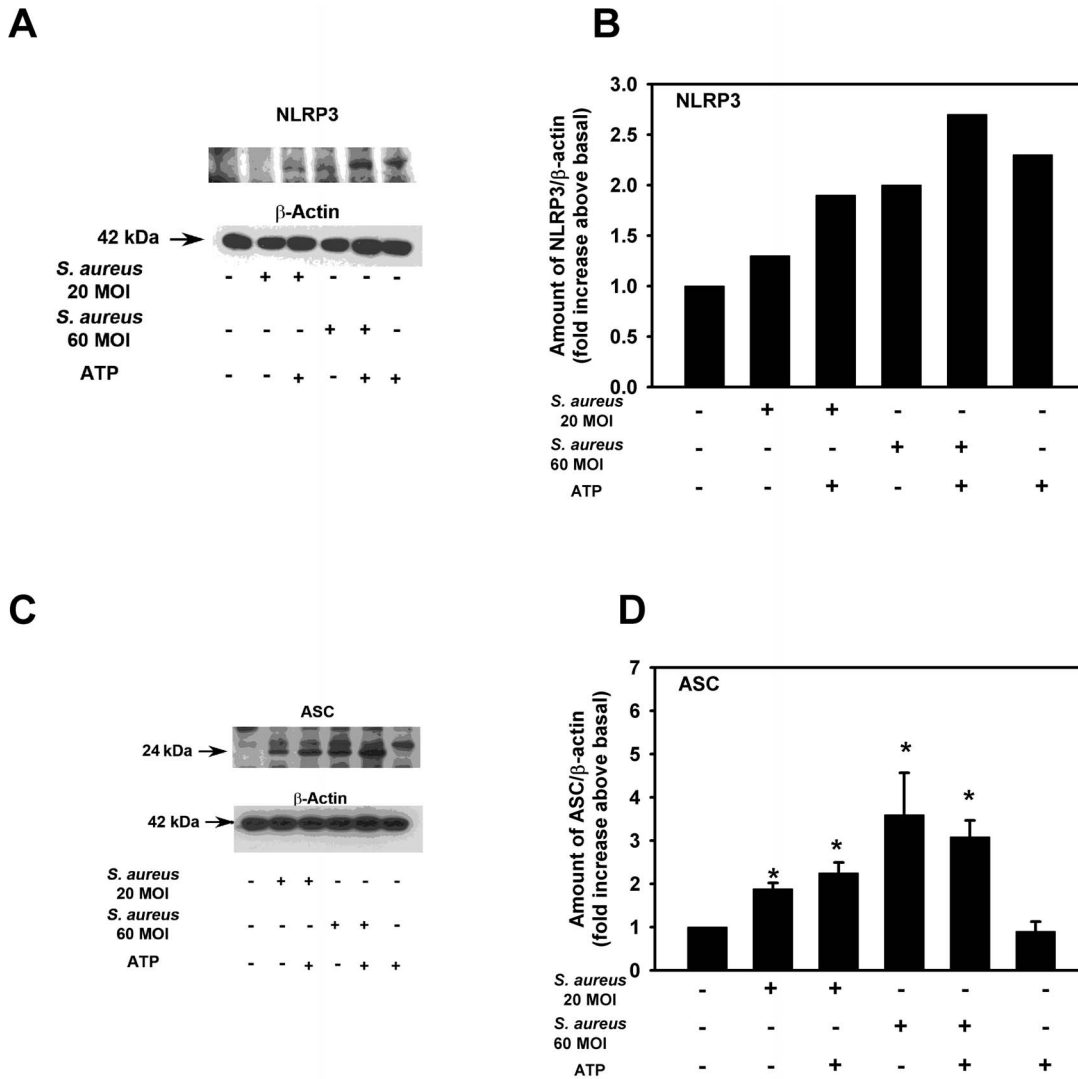 A
NLRP3
β-Actin
42 kDa
S. aureus
20 MOI
- + + - - -
S. aureus
60 MOI
- - - + + -
ATP
- - + - + +
B
NLRP3
Amount of NLRP3/β-actin
(fold increase above basal)
3.0
2.5
2.0
1.5
1.0
0.5
0.0
S. aureus
20 MOI
- + + - - -
S. aureus
60 MOI
- - - + + -
ATP
- - + - + +
C
ASC
24 kDa
β-Actin
42 kDa
S. aureus
20 MOI
- + + - - -
S. aureus
60 MOI
- - - + + -
ATP
- - + - + +
D
ASC
Amount of ASC/β-actin
(fold increase above basal)
7
6
5
4
3
2
1
0
* * * *
S. aureus
20 MOI
- + + - - -
S. aureus
60 MOI
- - - + + -
ATP
- - + - + +